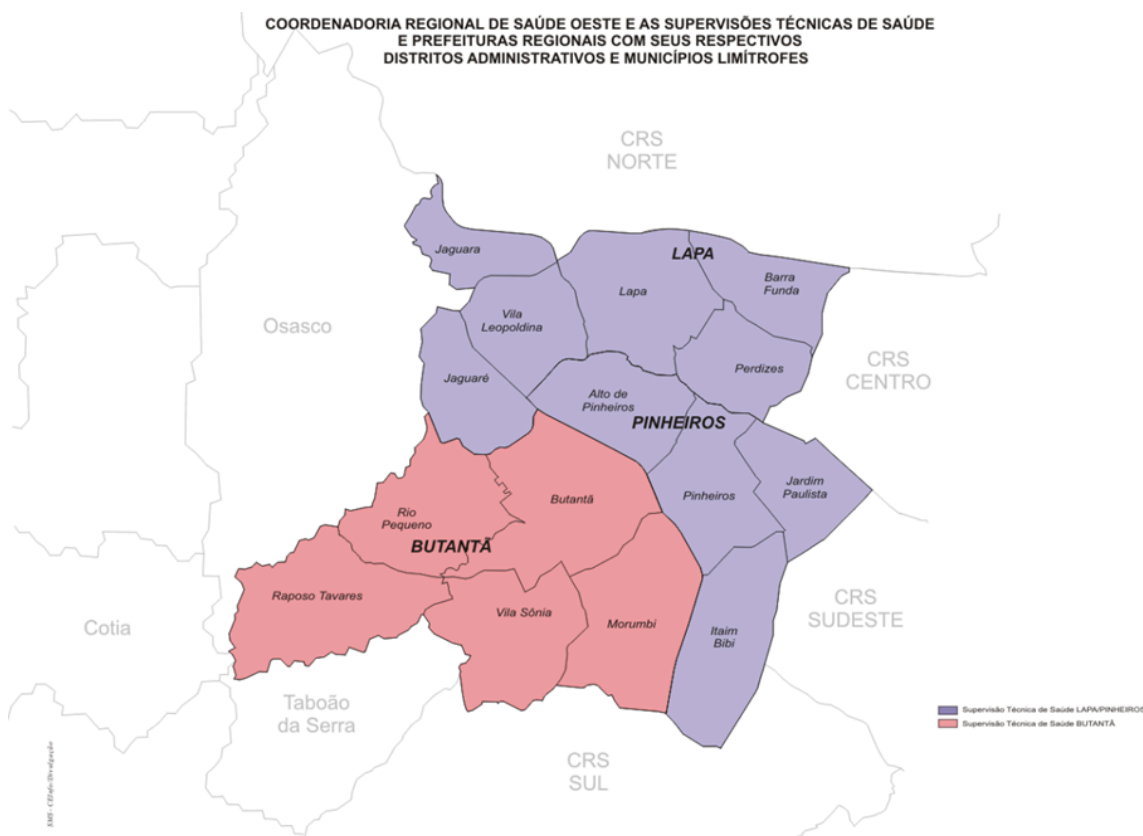 COORDENADORIA REGIONAL DE SAÚDE OESTE E AS SUPERVISÕES TÉCNICAS DE SAÚDE
E PREFEITURAS REGIONAIS COM SEUS RESPECTIVOS
DISTRITOS ADMINISTRATIVOS E MUNICÍPIOS LIMÍTROFES
CRS
NORTE
Jaguara
LAPA
Lapa
Barra
Funda
Vila
Leopoldina
Osasco
CRS
CENTRO
Perdizes
Jaguaré
Alto de
Pinheiros
PINHEIROS
Jardim
Paulista
Pinheiros
Butantã
Rio
Pequeno
BUTANTÃ
Raposo Tavares
Vila Sônia
Morumbi
Itaim
Bibi
CRS
SUDESTE
Cotia
Taboão
da Serra
CRS
SUL
Supervisão Técnica de Saúde LAPA/PINHEIROS
Supervisão Técnica de Saúde BUTANTÃ
SMS - CEInfo/Divulgação